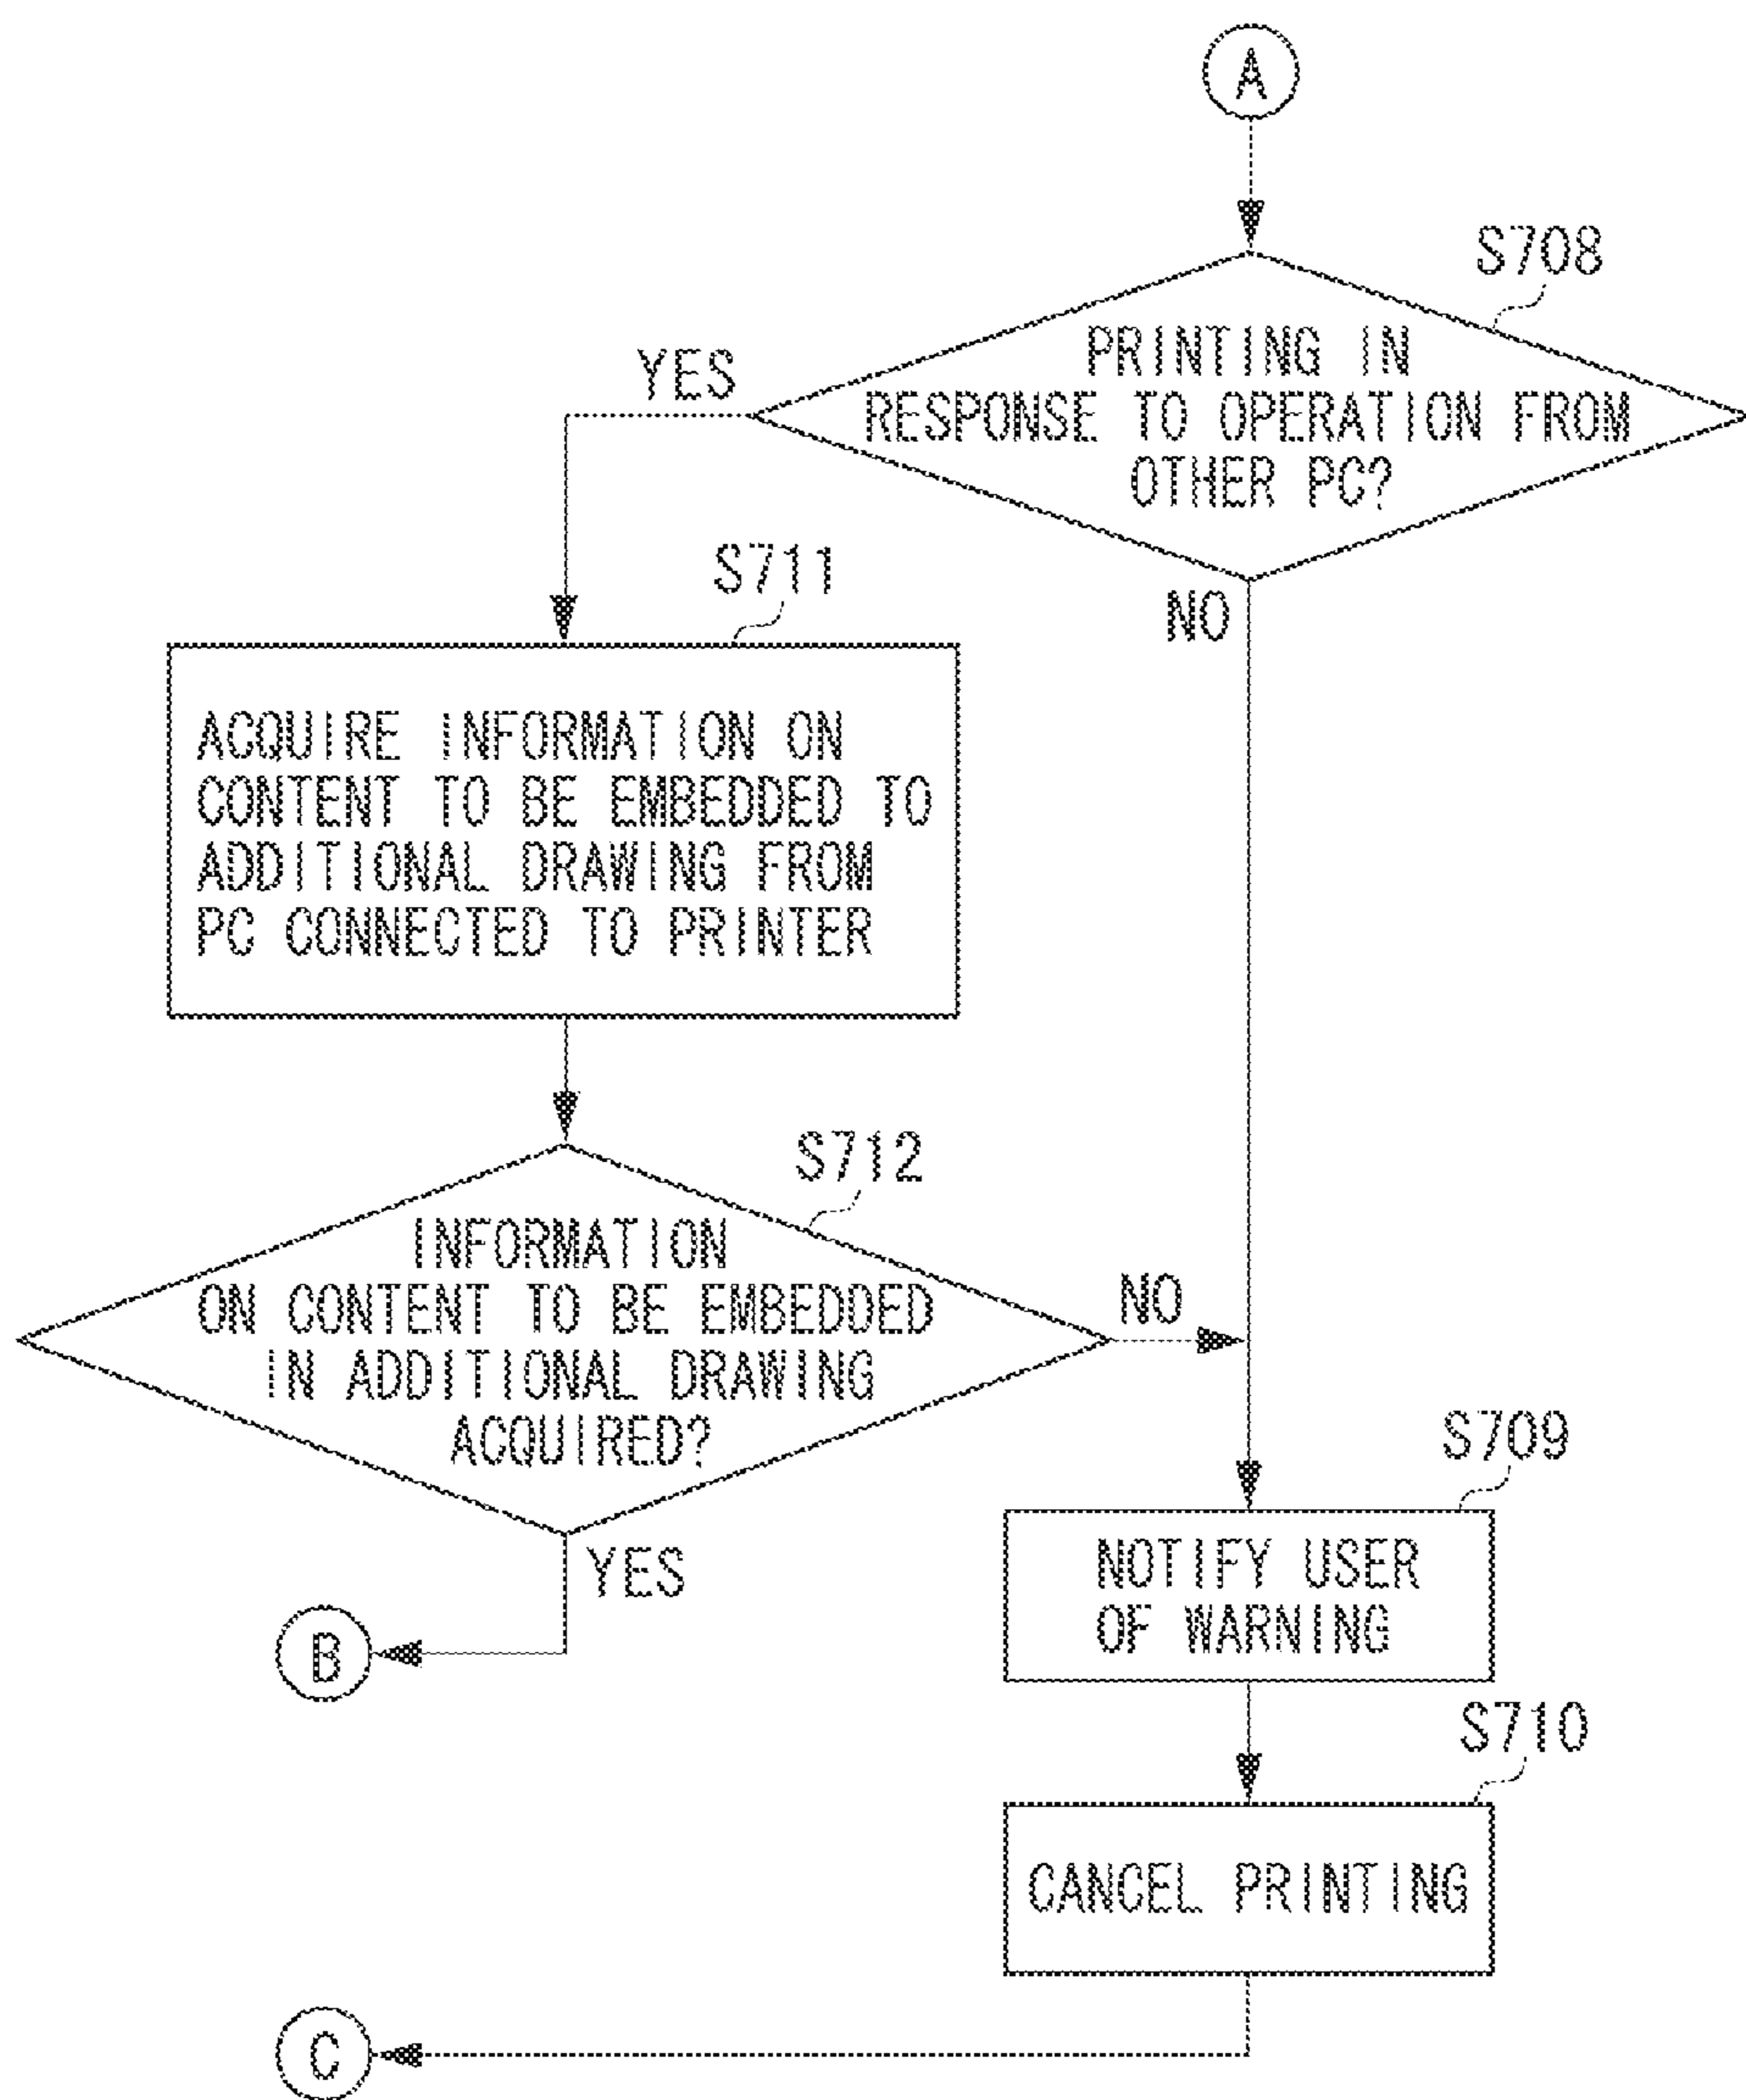 A
S708
PRINTING IN
RESPONSE TO OPERATION FROM
OTHER PC?
YES
NO
S711
ACQUIRE INFORMATION ON
CONTENT TO BE EMBEDDED TO
ADDITIONAL DRAWING FROM
PC CONNECTED TO PRINTER
S712
INFORMATION
ON CONTENT TO BE EMBEDDED
IN ADDITIONAL DRAWING
ACQUIRED?
NO
YES
B
S709
NOTIFY USER
OF WARNING
S710
CANCEL PRINTING
C